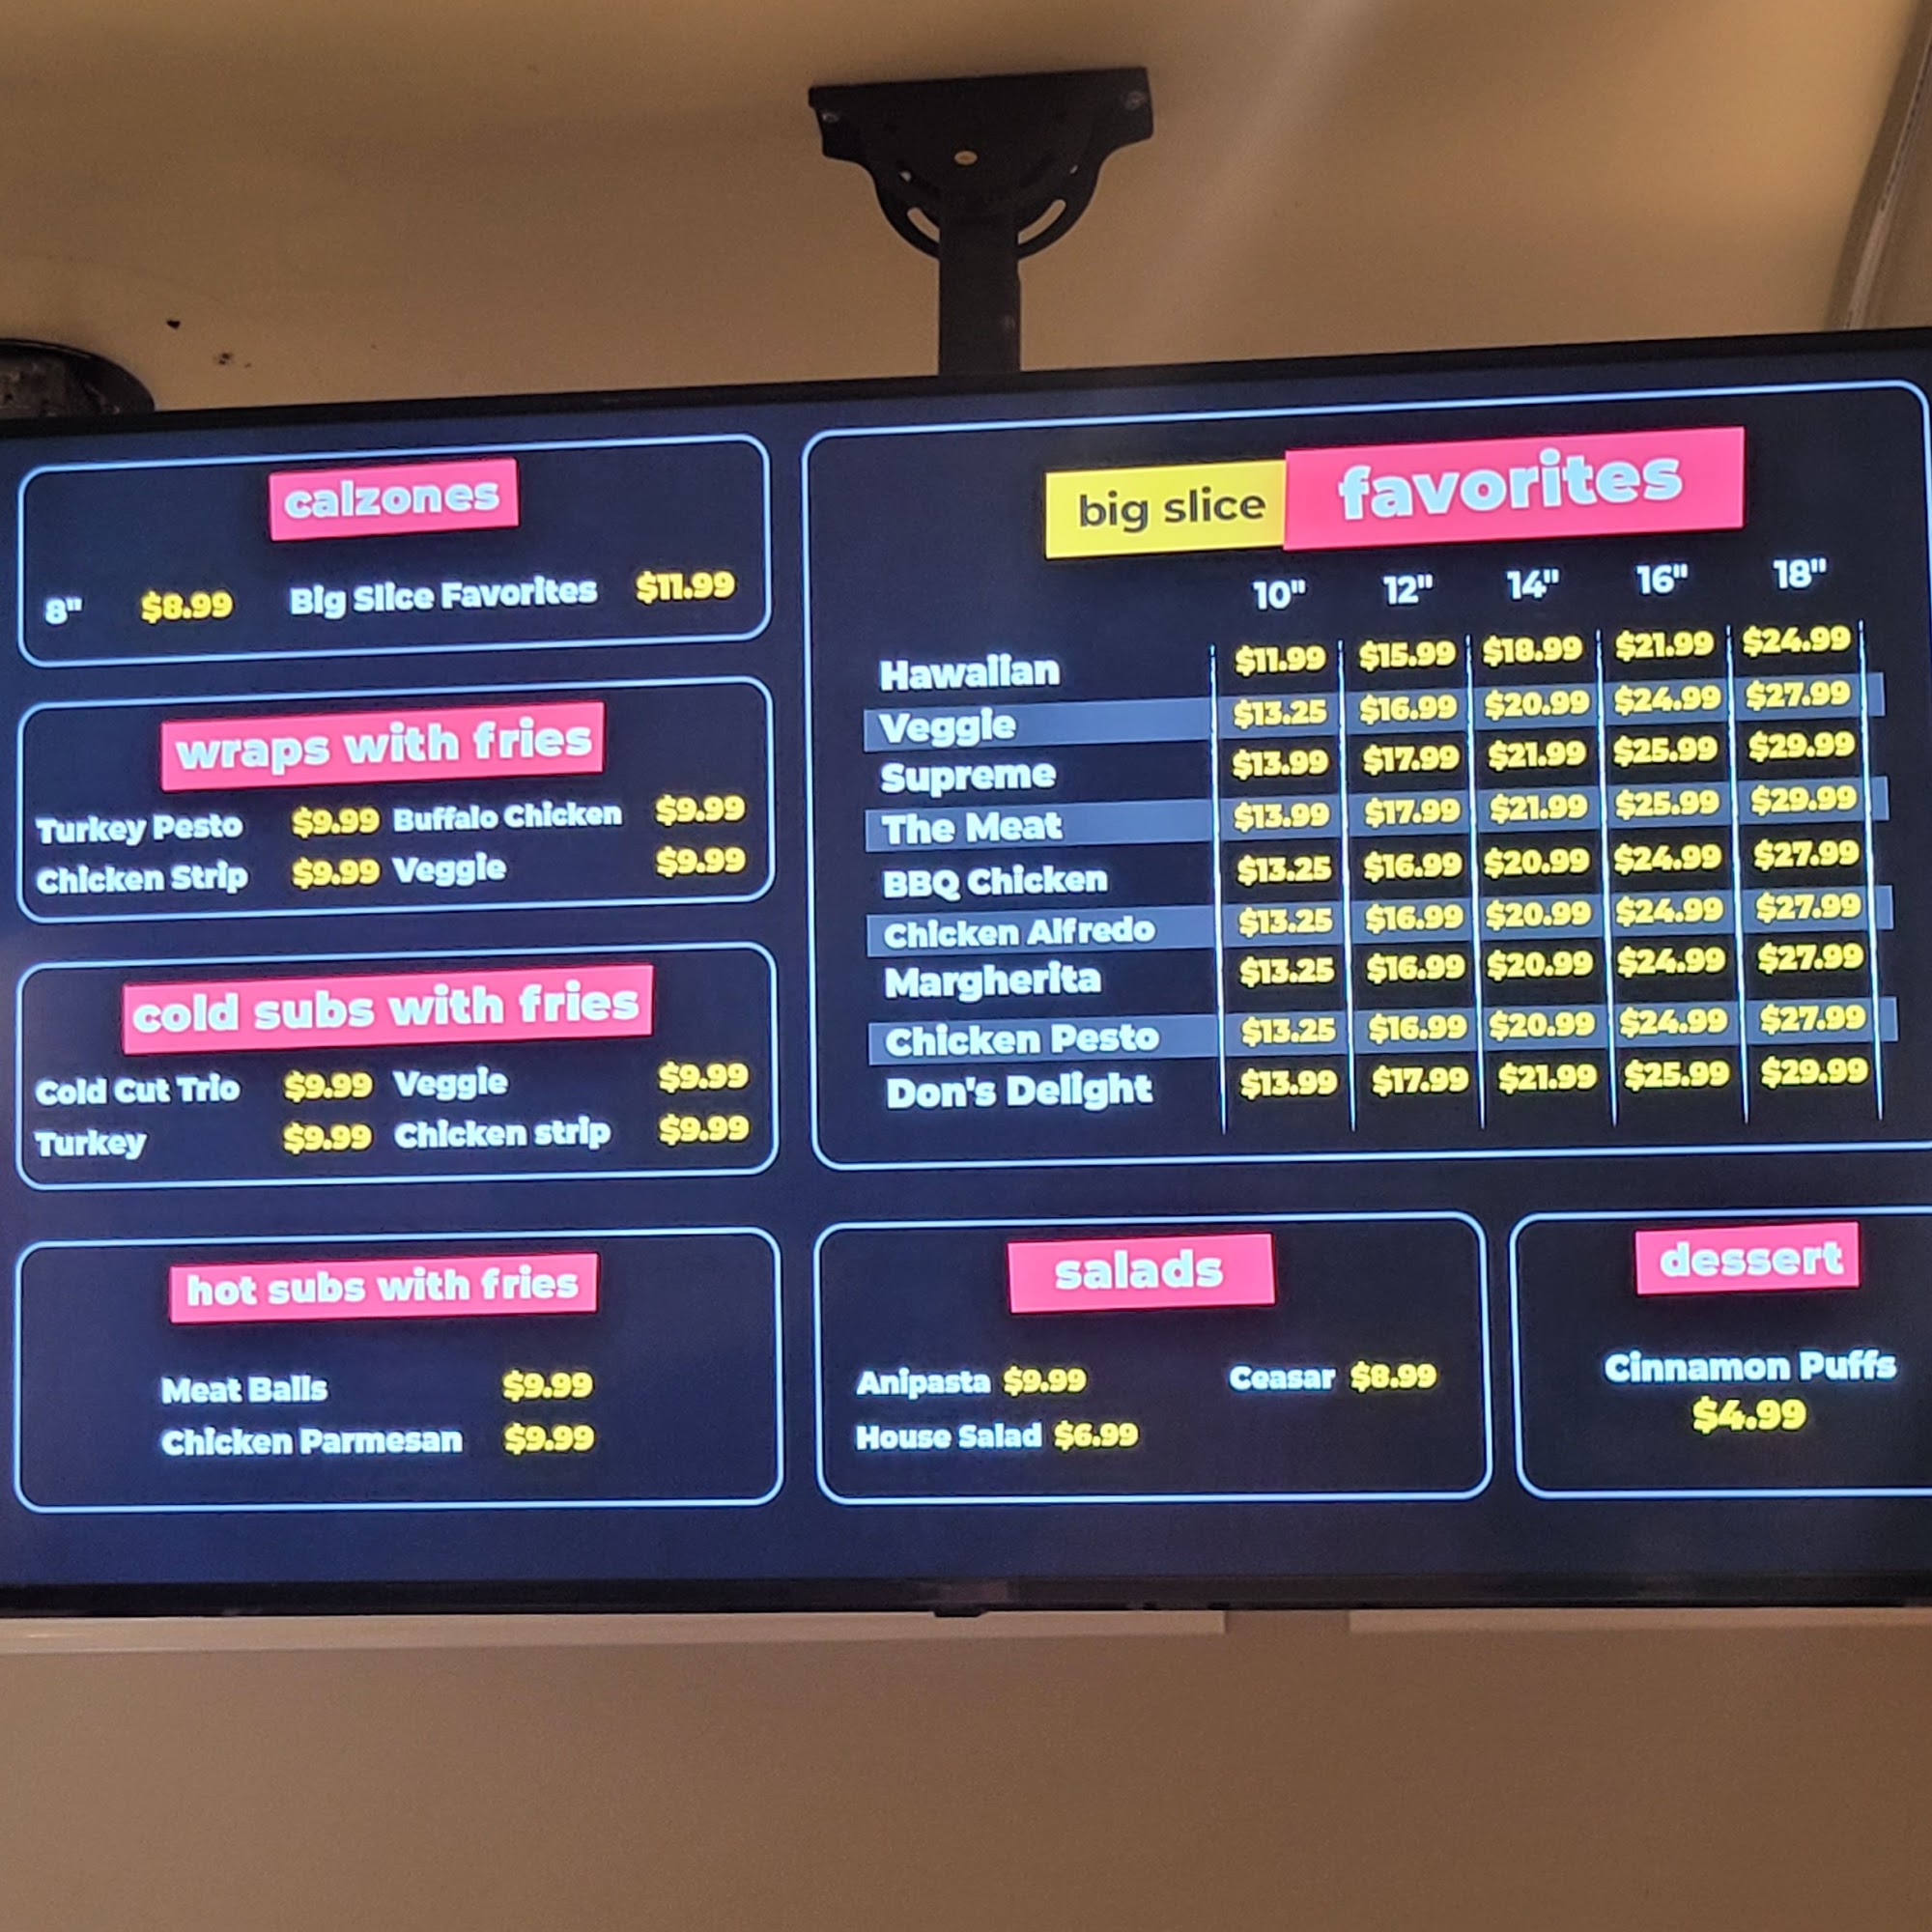 calzones
8" $8.99 Big Slice Favorites $11.99
wraps with fries
Turkey Pesto $9.99 Buffalo Chicken $9.99
Chicken Strip $9.99 Veggie $9.99
cold subs with fries
Cold Cut Trio $9.99 Veggie $9.99
Turkey $9.99 Chicken strip $9.99
hot subs with fries
Meat Balls $9.99
Chicken Parmesan $9.99
big slice favorites
10" 12" 14" 16" 18"
Hawaiian $11.99 $15.99 $18.99 $21.99 $24.99
Veggie $13.25 $16.99 $20.99 $24.99 $27.99
Supreme $13.99 $17.99 $21.99 $25.99 $29.99
The Meat $13.99 $17.99 $21.99 $25.99 $29.99
BBQ Chicken $13.25 $16.99 $20.99 $24.99 $27.99
Chicken Alfredo $13.25 $16.99 $20.99 $24.99 $27.99
Margherita $13.25 $16.99 $20.99 $24.99 $27.99
Chicken Pesto $13.25 $16.99 $20.99 $24.99 $27.99
Don's Delight $13.99 $17.99 $21.99 $25.99 $29.99
salads
Anipasta $9.99 Ceasar $8.99
House Salad $6.99
dessert
Cinnamon Puffs
$4.99